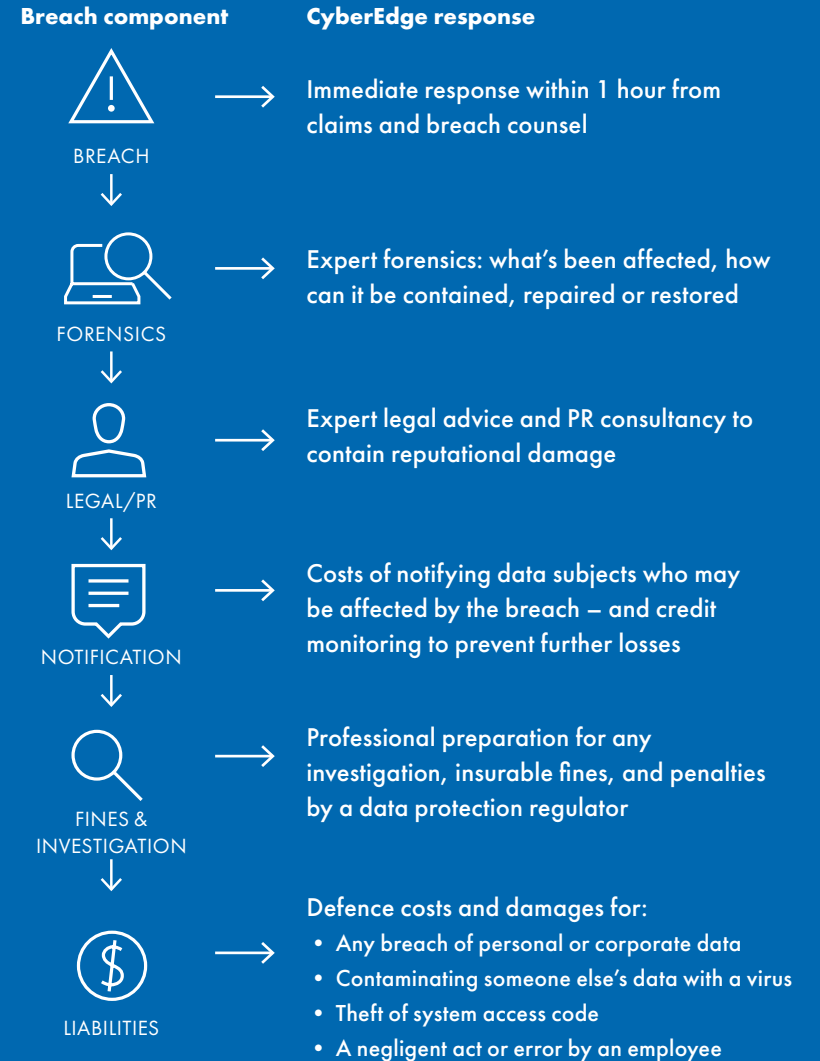 Breach component
CyberEdge response
BREACH
Immediate response within 1 hour from
claims and breach counsel
FORENSICS
Expert forensics: what’s been affected, how
can it be contained, repaired or restored
LEGAL/PR
Expert legal advice and PR consultancy to
contain reputational damage
NOTIFICATION
Costs of notifying data subjects who may
be affected by the breach – and credit
monitoring to prevent further losses
FINES &
INVESTIGATION
Professional preparation for any
investigation, insurable fines, and penalties
by a data protection regulator
LIABILITIES
Defence costs and damages for:
• Any breach of personal or corporate data
• Contaminating someone else’s data with a virus
• Theft of system access code
• A negligent act or error by an employee